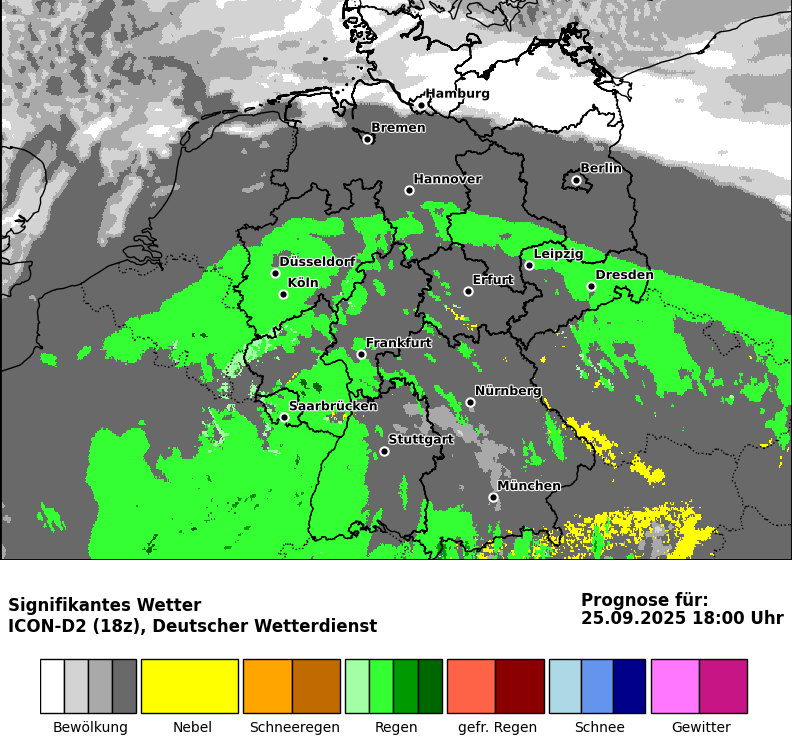 Hamburg
Bremen
Berlin
Hannover
Leipzig
Düsseldorf
Dresden
Köln
Erfurt
Frankfurt
Nürnberg
Saarbrücken
Stuttgart
München
Signifikantes Wetter
ICON-D2 (18z), Deutscher Wetterdienst
Prognose für:
25.09.2025 18:00 Uhr
Bewölkung
Nebel
Schneeregen
Regen
gefr. Regen
Schnee
Gewitter